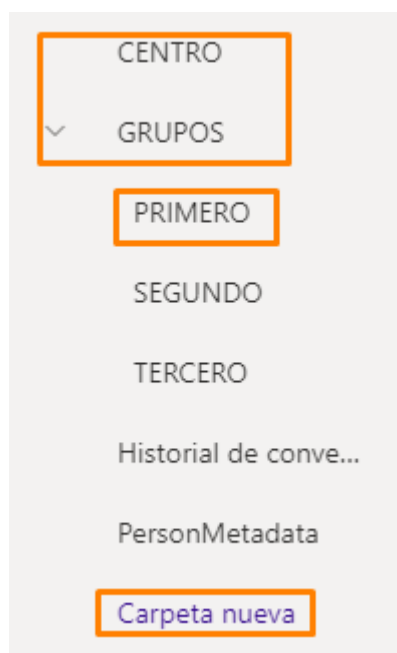 CENTRO
GRUPOS
PRIMERO
SEGUNDO
TERCERO
Historial de conve...
PersonMetadata
Carpeta nueva